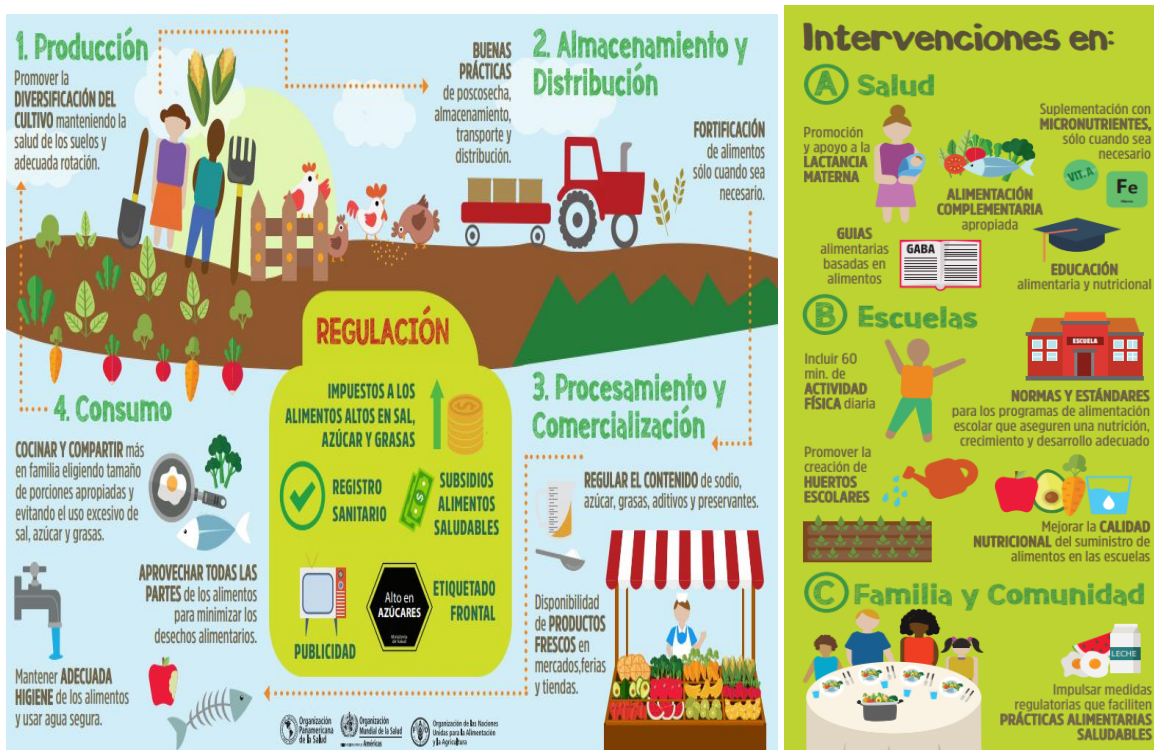 1. Producción
Promover la
DIVERSIFICACIÓN DEL
CULTIVO manteniendo la
salud de los suelos y
adecuada rotación.
BUENAS
PRÁCTICAS
de poscosecha,
almacenamiento,
transporte y
distribución.
2. Almacenamiento y
Distribución
FORTIFICACIÓN
de alimentos
sólo cuando sea
necesario.
REGULACIÓN
IMPUESTOS A LOS
ALIMENTOS ALTOS EN SAL,
AZÚCAR Y GRASAS
REGISTRO
SANITARIO
SUBSIDIOS
ALIMENTOS
SALUDABLES
PUBLICIDAD
Alto en
AZÚCARES
Ministerio
de Salud
ETIQUETADO
FRONTAL
3. Procesamiento y
Comercialización
REGULAR EL CONTENIDO de sodio,
azúcar, grasas, aditivos y preservantes.
Disponibilidad
de PRODUCTOS
FRESCOS en
mercados,ferias
y tiendas.
4. Consumo
COCINAR Y COMPARTIR más
en familia eligiendo tamaño
de porciones apropiadas y
evitando el uso excesivo de
sal, azúcar y grasas.
APROVECHAR TODAS LAS
PARTES de los alimentos
para minimizar los
desechos alimentarios.
Mantener ADECUADA
HIGIENE de los alimentos
y usar agua segura.
Organización
Panamericana
de la Salud
Organización
Mundial de la Salud
Américas
Organización de las Naciones
Unidas para la Alimentación
y la Agricultura
Intervenciones en:
A Salud
Promoción
y apoyo a la
LACTANCIA
MATERNA
ALIMENTACIÓN
COMPLEMENTARIA
apropiada
Suplementación con
MICRONUTRIENTES,
sólo cuando sea
necesario
VIT.A
Fe
GUIAS
alimentarias
basadas en
alimentos
GABA
EDUCACIÓN
alimentaria y nutricional
B Escuelas
Incluir 60
min. de
ACTIVIDAD
FÍSICA diaria
ESCUELA
NORMAS Y ESTÁNDARES
para los programas de alimentación
escolar que aseguren una nutrición,
crecimiento y desarrollo adecuado
Promover la
creación de
HUERTOS
ESCOLARES
Mejorar la CALIDAD
NUTRICIONAL del suministro de
alimentos en las escuelas
C Familia y Comunidad
LECHE
Impulsar medidas
regulatorias que faciliten
PRÁCTICAS ALIMENTARIAS
SALUDABLES